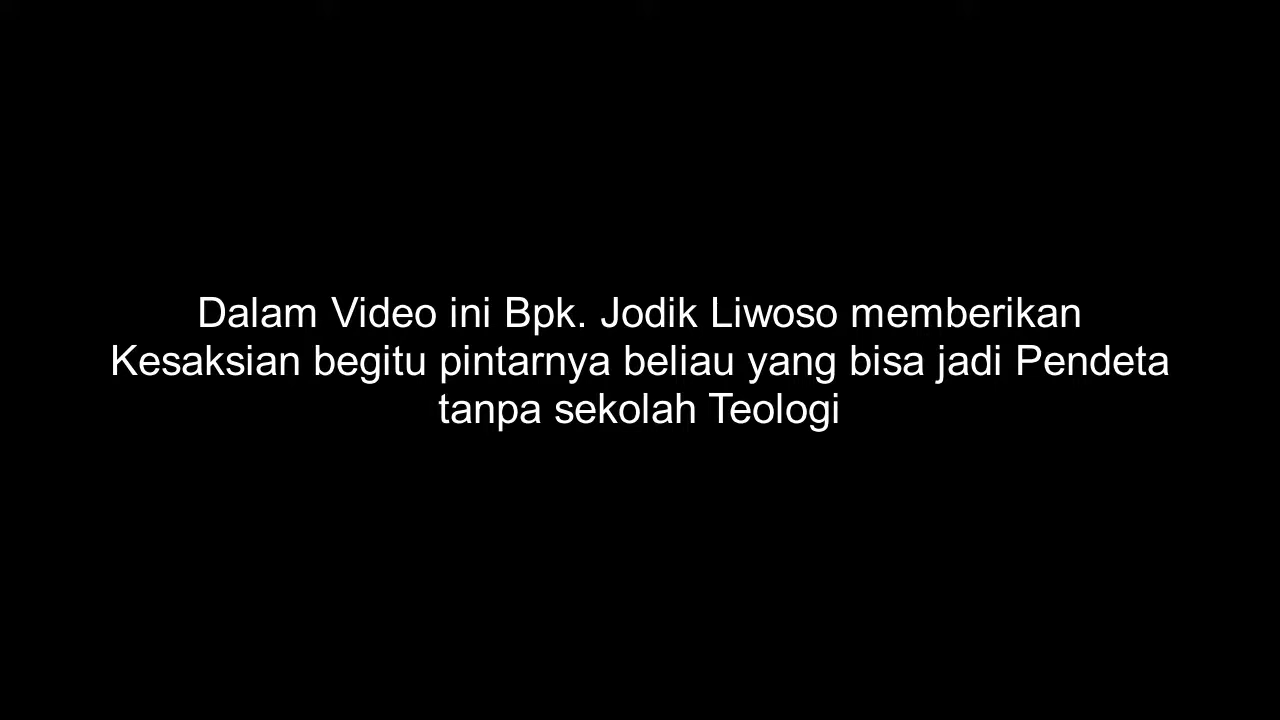 Dalam Video ini Bpk. Jodik Liwoso memberikan
Kesaksian begitu pintarnya beliau yang bisa jadi Pendeta
tanpa sekolah Teologi